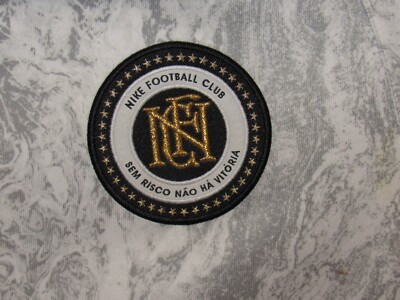 NIKE FOOTBALL CLUB
NFC
SEM RISCO NÃO HÁ VITÓRIA